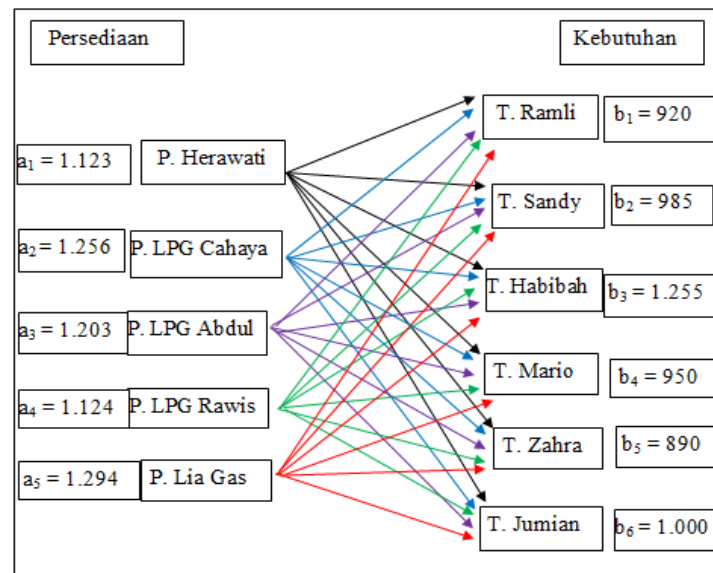 Persediaan
Kebutuhan
a1 = 1.123
P. Herawati
a2 = 1.256
P. LPG Cahaya
a3 = 1.203
P. LPG Abdul
a4 = 1.124
P. LPG Rawis
a5 = 1.294
P. Lia Gas
T. Ramli
b1 = 920
T. Sandy
b2 = 985
T. Habibah
b3 = 1.255
T. Mario
b4 = 950
T. Zahra
b5 = 890
T. Jumian
b6 = 1.000